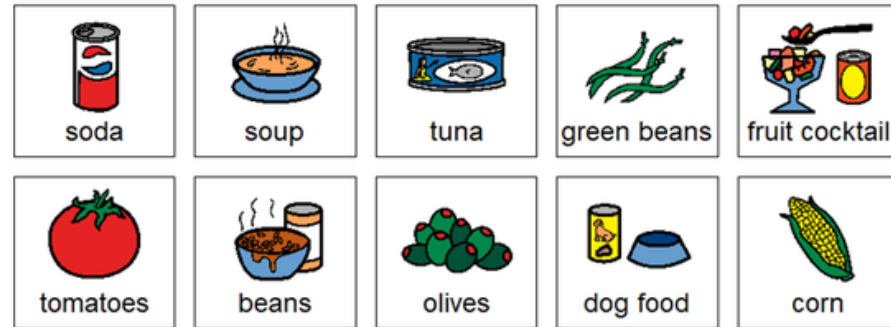 soda
soup
tuna
green beans
fruit cocktail
tomatoes
beans
olives
dog food
corn